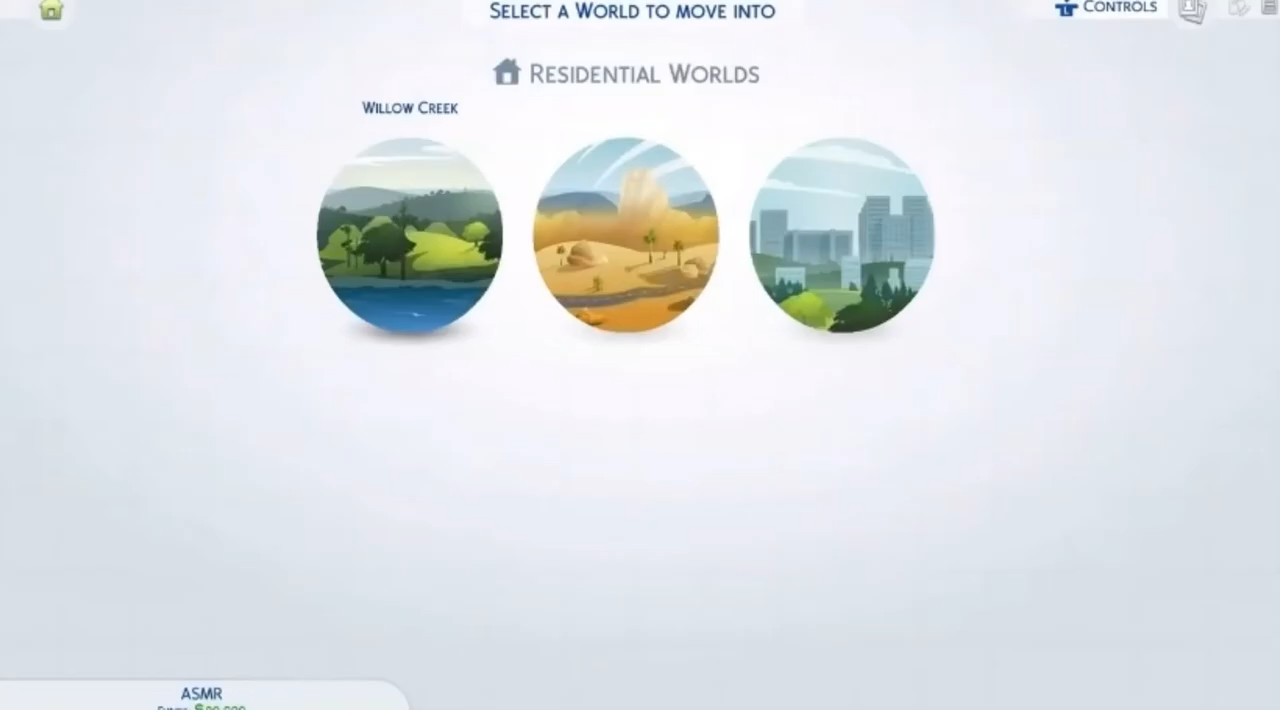 SELECT A WORLD TO MOVE INTO
CONTROLS
RESIDENTIAL WORLDS
WILLOW CREEK
ASMR